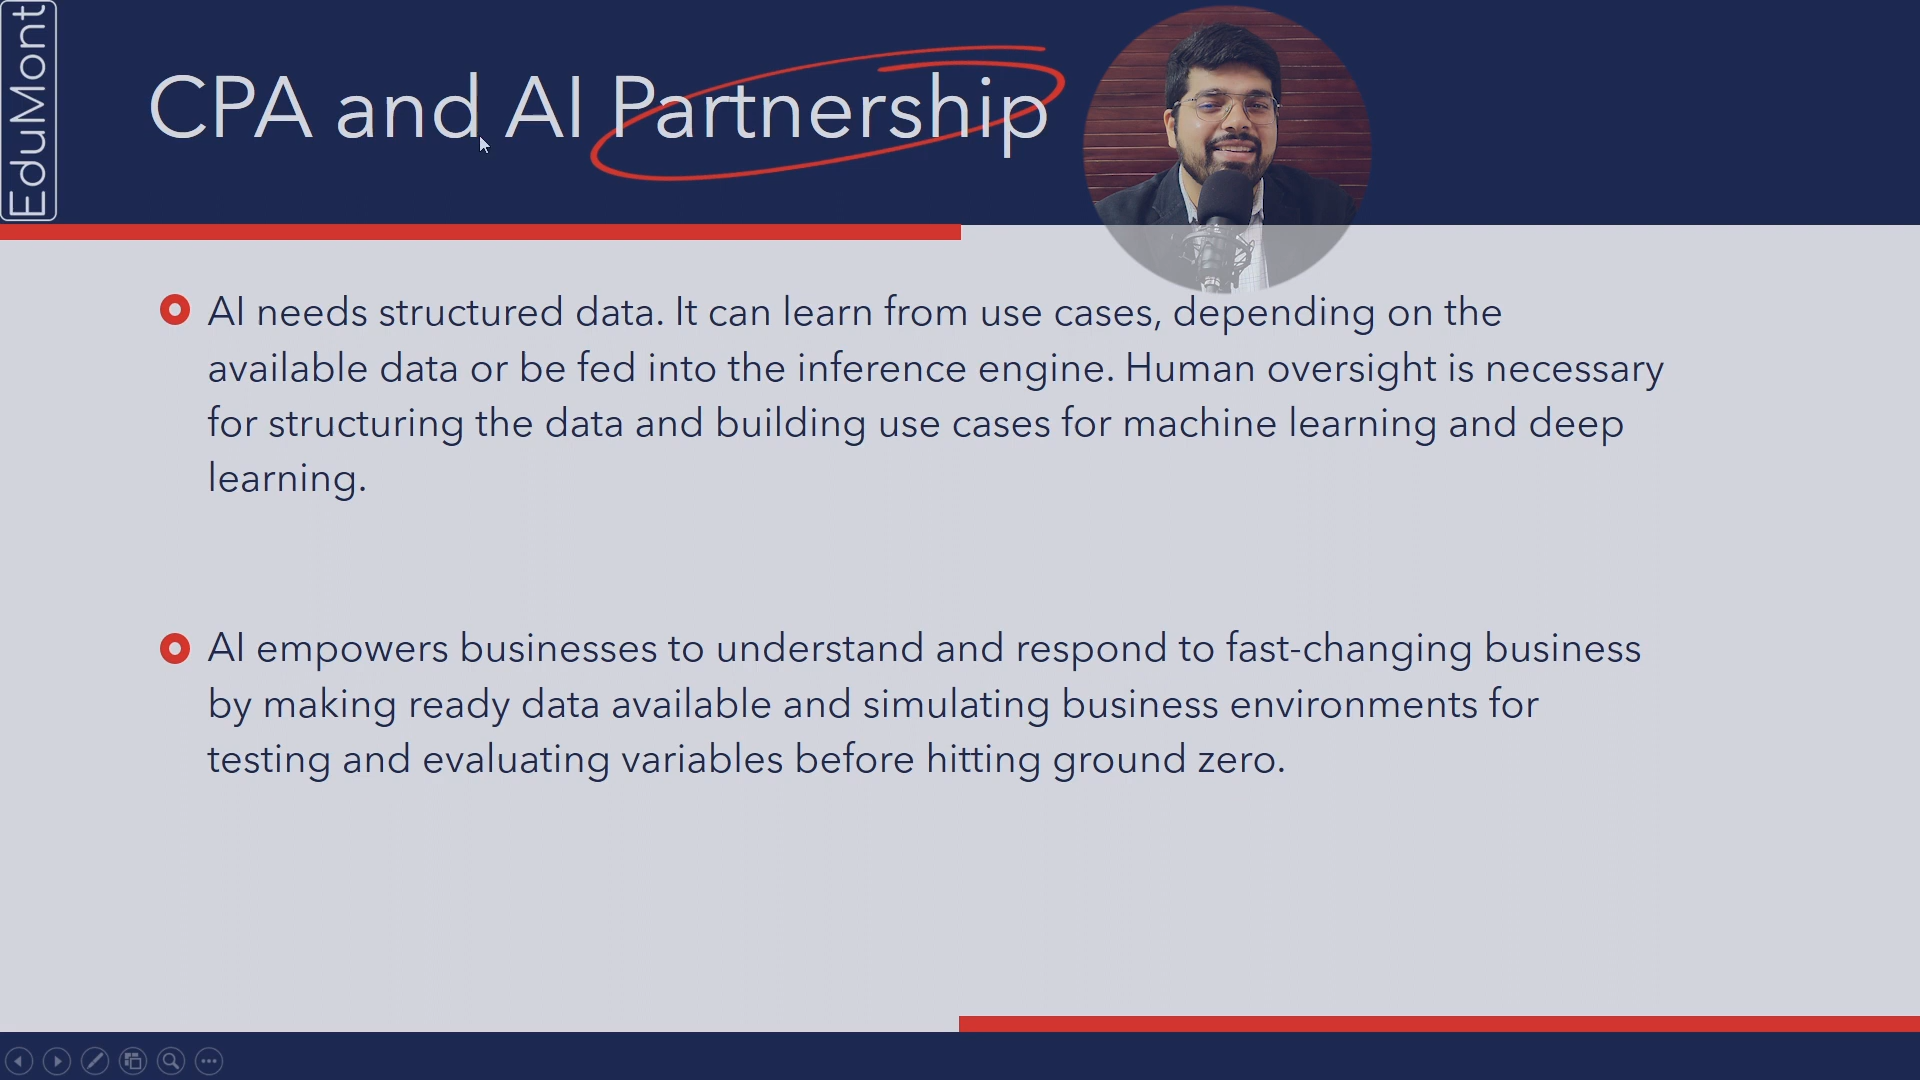 EduMont
CPA and AI Partnership
AI needs structured data. It can learn from use cases, depending on the
available data or be fed into the inference engine. Human oversight is necessary
for structuring the data and building use cases for machine learning and deep
learning.
AI empowers businesses to understand and respond to fast-changing business
by making ready data available and simulating business environments for
testing and evaluating variables before hitting ground zero.